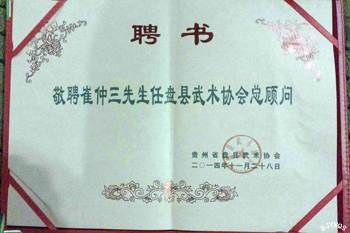 聘书
敬聘崔仲三先生任盘县武术协会总顾问
贵州省盘县武术协会
二〇一四年十一月二十八日